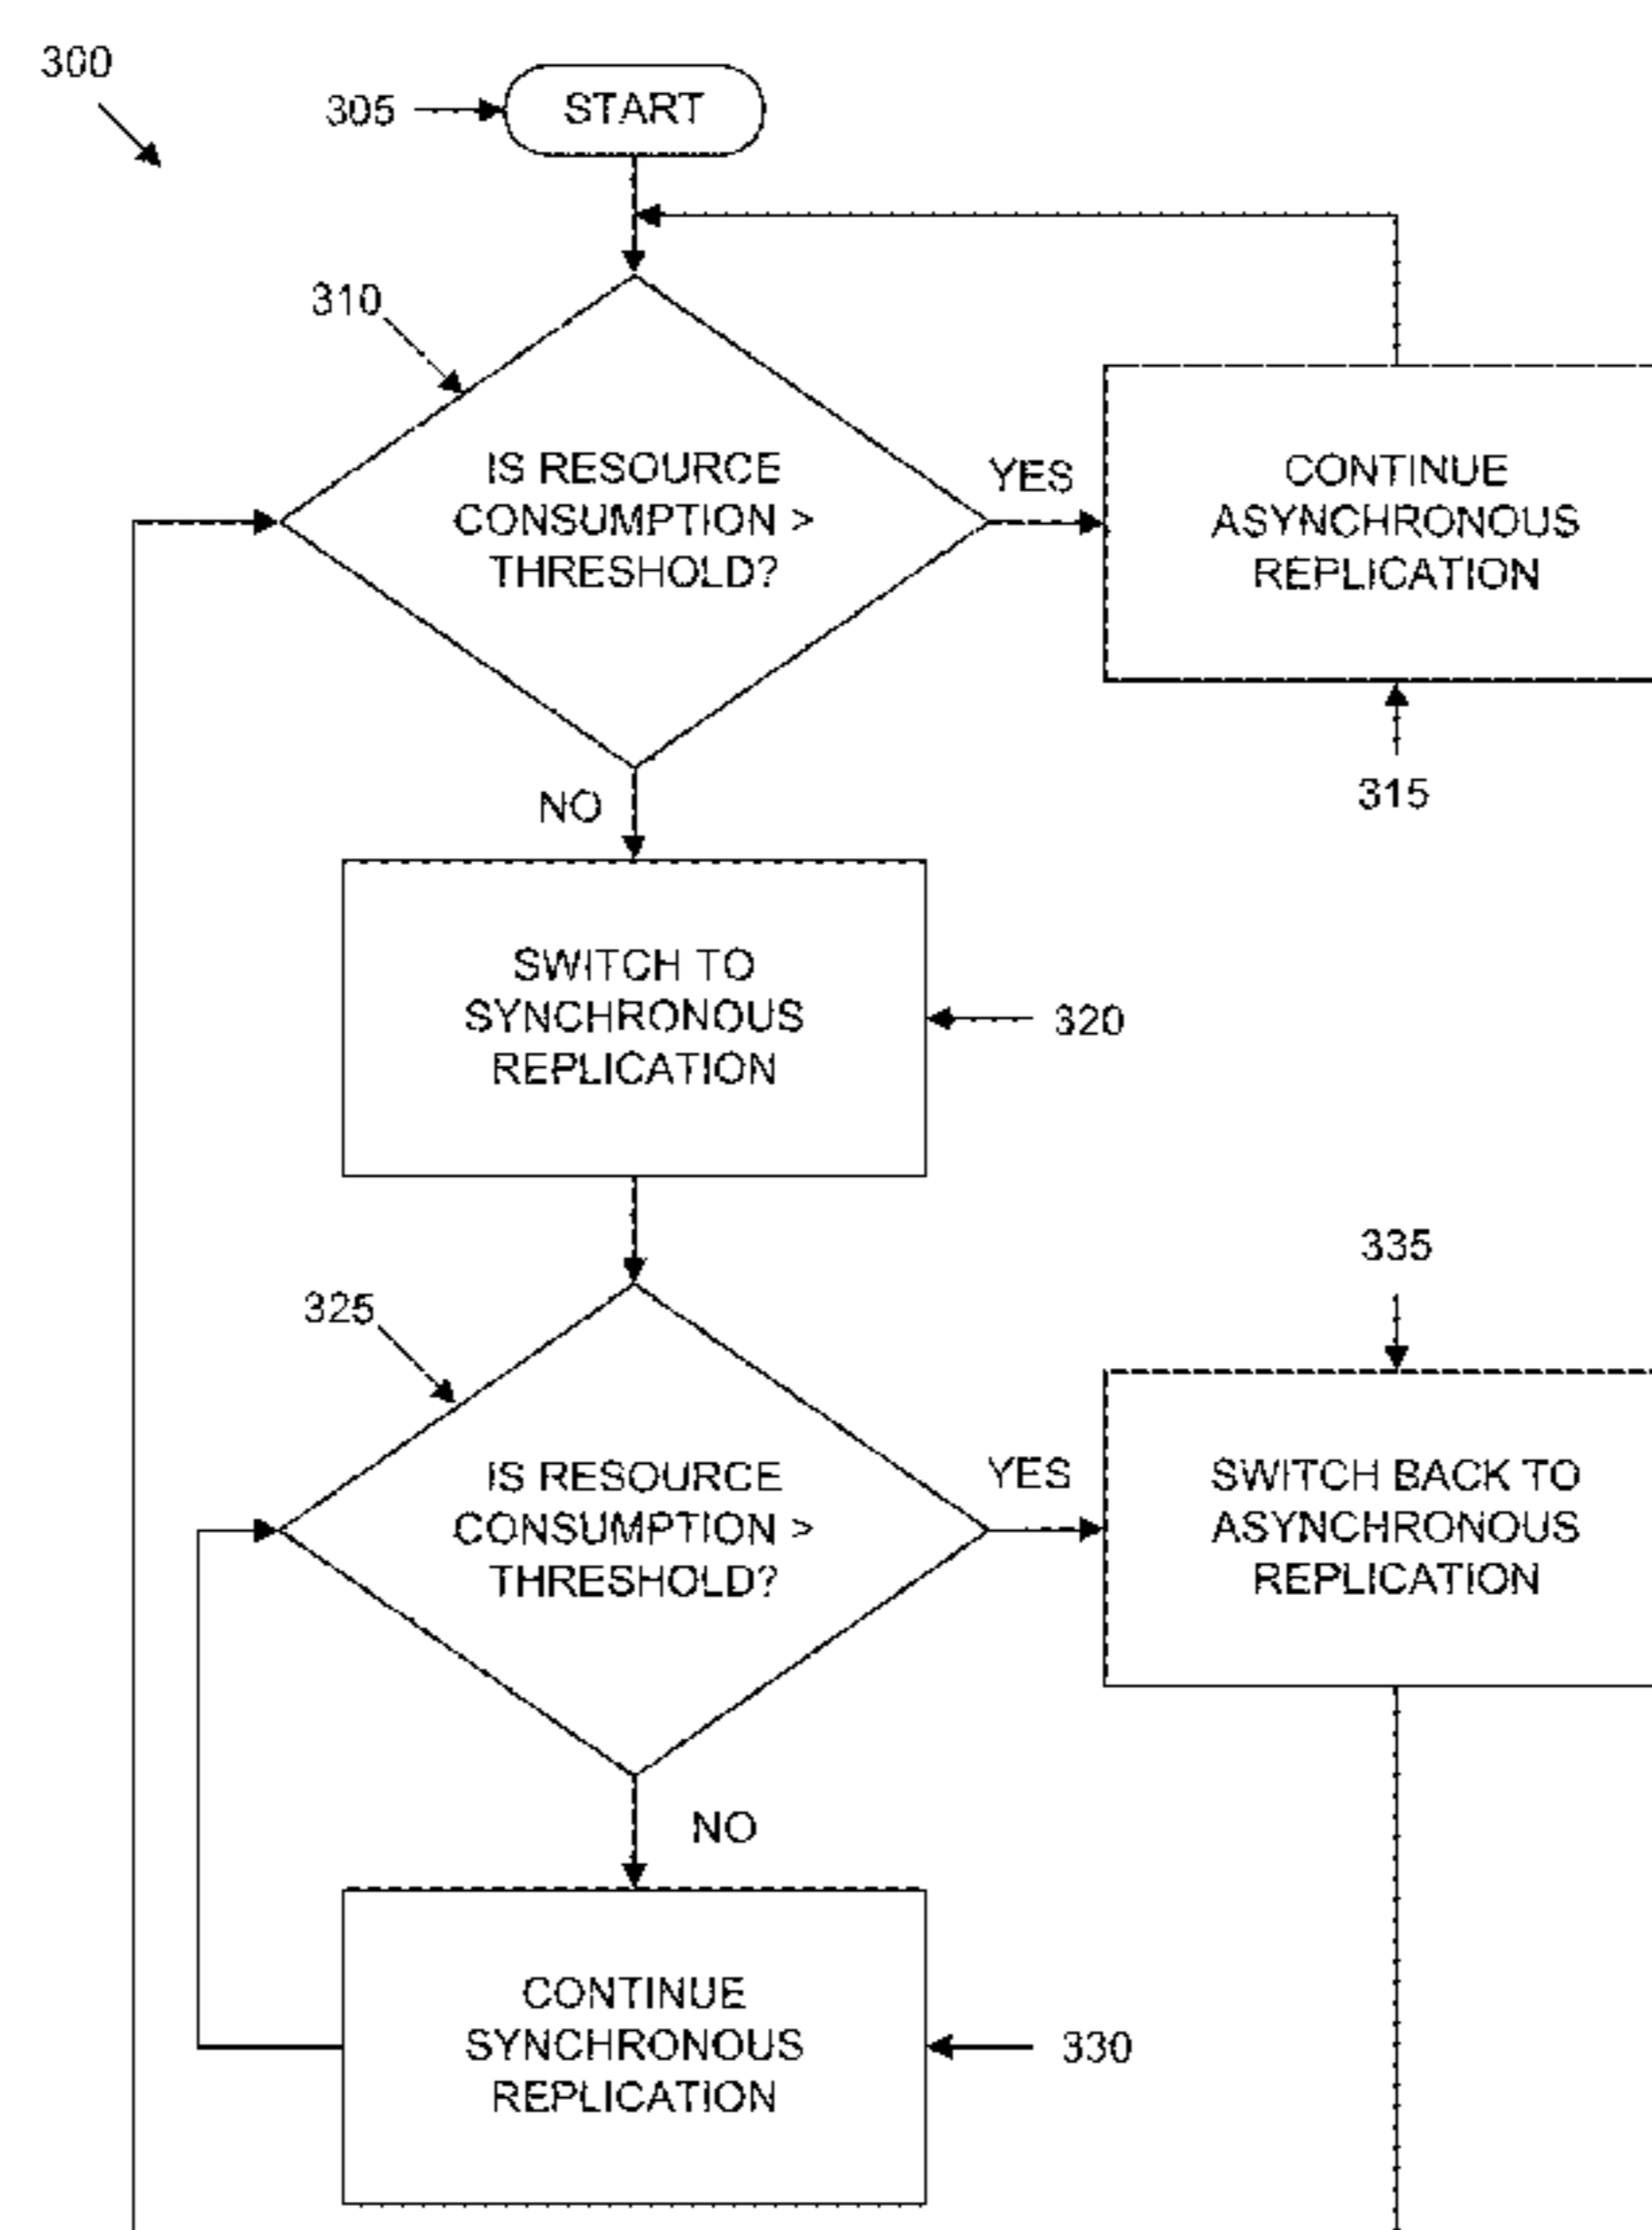 300
305
START
310
IS RESOURCE
CONSUMPTION >
THRESHOLD?
YES
CONTINUE
ASYNCHRONOUS
REPLICATION
315
NO
SWITCH TO
SYNCHRONOUS
REPLICATION
320
325
IS RESOURCE
CONSUMPTION >
THRESHOLD?
YES
335
SWITCH BACK TO
ASYNCHRONOUS
REPLICATION
NO
CONTINUE
SYNCHRONOUS
REPLICATION
330